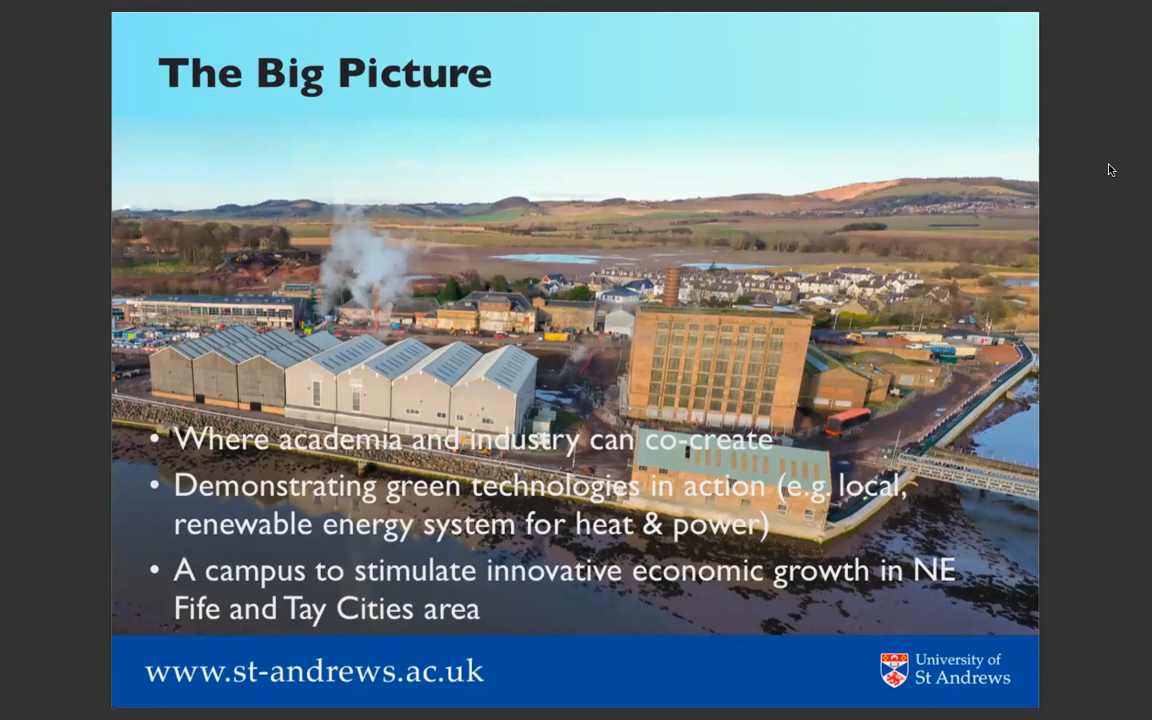 The Big Picture
• Where academia and industry can co-create
• Demonstrating green technologies in action (e.g. local,
renewable energy system for heat & power)
• A campus to stimulate innovative economic growth in NE
Fife and Tay Cities area
www.st-andrews.ac.uk
University of
St Andrews